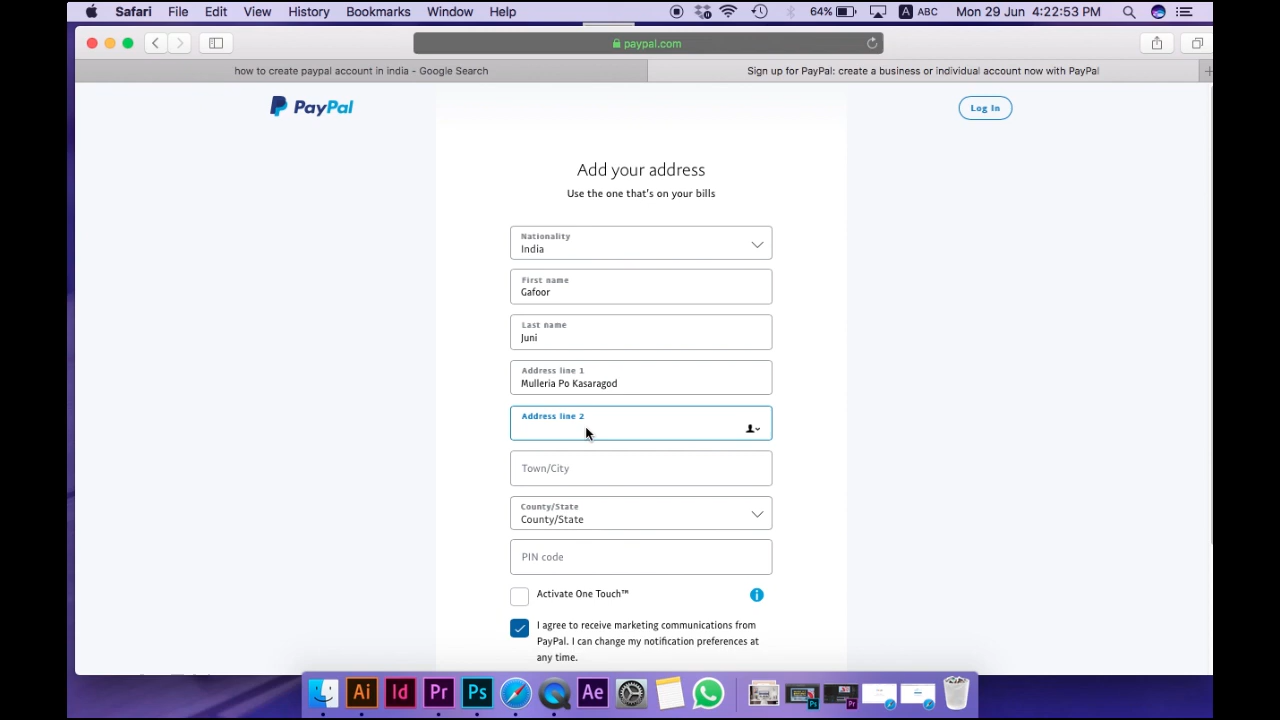 Safari File Edit View History Bookmarks Window Help 64% A ABC Mon 29 Jun 4:22:53 PM
paypal.com
how to create paypal account in india - Google Search
Sign up for PayPal: create a business or individual account now with PayPal
PayPal
Log In
Add your address
Use the one that's on your bills
Nationality
India
First name
Gafoor
Last name
Juni
Address line 1
Mulleria Po Kasaragod
Address line 2
Town/City
County/State
County/State
PIN code
Activate One Touch™
I agree to receive marketing communications from
PayPal. I can change my notification preferences at
any time.
Ai Id Pr Ps Ae Ps Pr